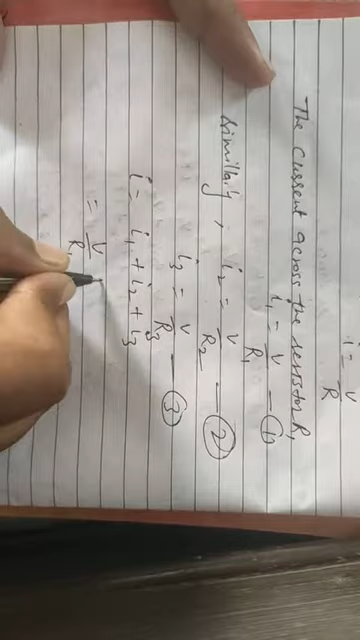 i = V/R
The current across the resistor R₁
i₁ = V/R₁ — ①
similarly, i₂ = V/R₂ — ②
i₃ = V/R₃ — ③
i = i₁ + i₂ + i₃
= V/R₁